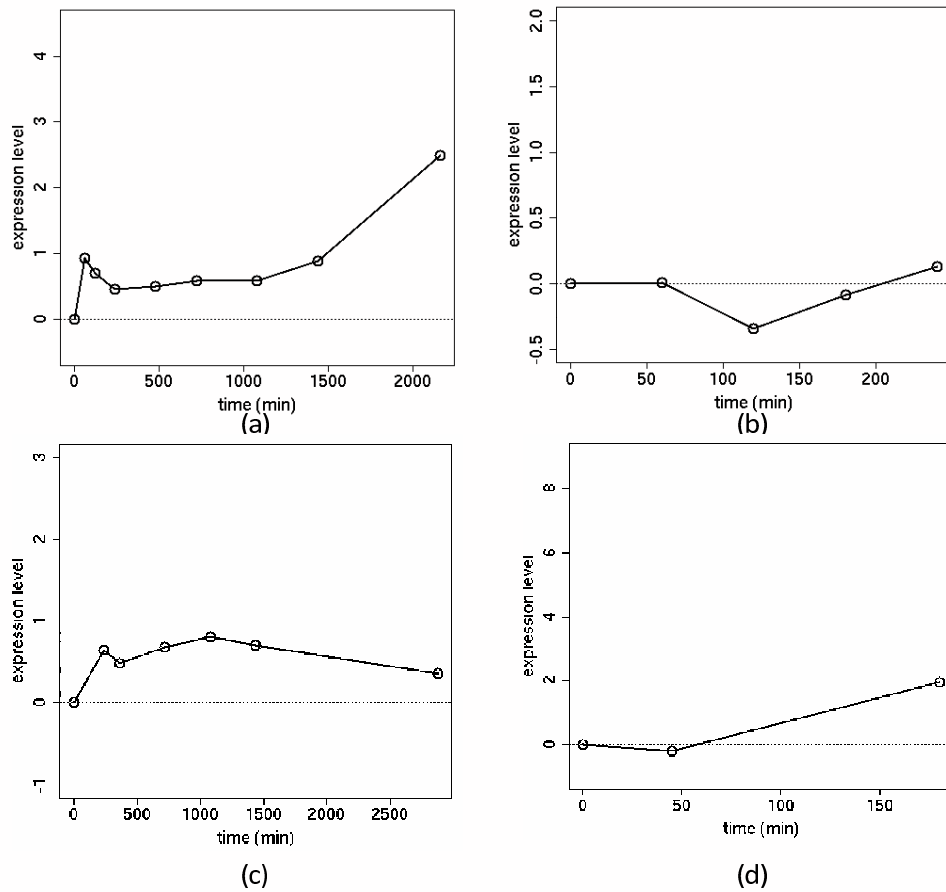 expression level
4
3
2
1
0
0 500 1000 1500 2000
time (min)
(a)
expression level
2.0
1.5
1.0
0.5
0.0
-0.5
0 50 100 150 200
time (min)
(b)
expression level
3
2
1
0
-1
0 500 1000 1500 2000 2500
time (min)
(c)
expression level
8
6
4
2
0
0 50 100 150
time (min)
(d)